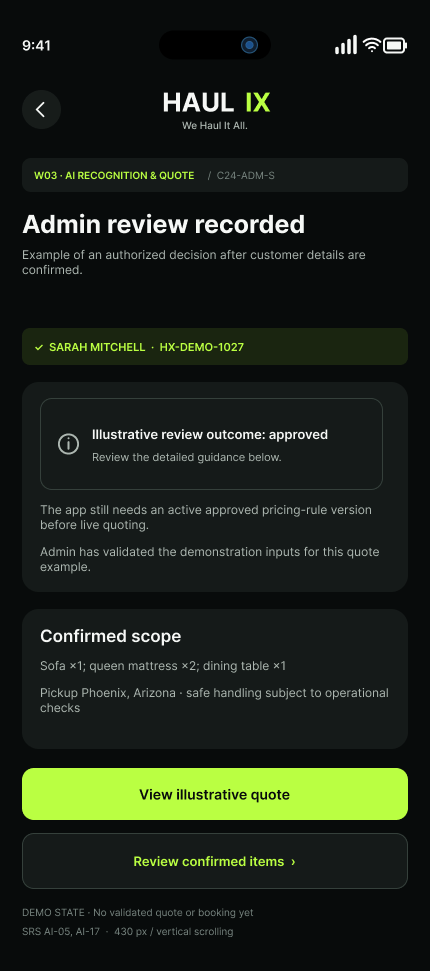 9:41
HAUL IX
We Haul It All.
W03 · AI RECOGNITION & QUOTE / C24-ADM-S
Admin review recorded
Example of an authorized decision after customer details are
confirmed.
✓ SARAH MITCHELL · HX-DEMO-1027
Illustrative review outcome: approved
Review the detailed guidance below.
The app still needs an active approved pricing-rule version
before live quoting.
Admin has validated the demonstration inputs for this quote
example.
Confirmed scope
Sofa ×1; queen mattress ×2; dining table ×1
Pickup Phoenix, Arizona · safe handling subject to operational
checks
View illustrative quote
Review confirmed items ›
DEMO STATE · No validated quote or booking yet
SRS AI-05, AI-17 · 430 px / vertical scrolling